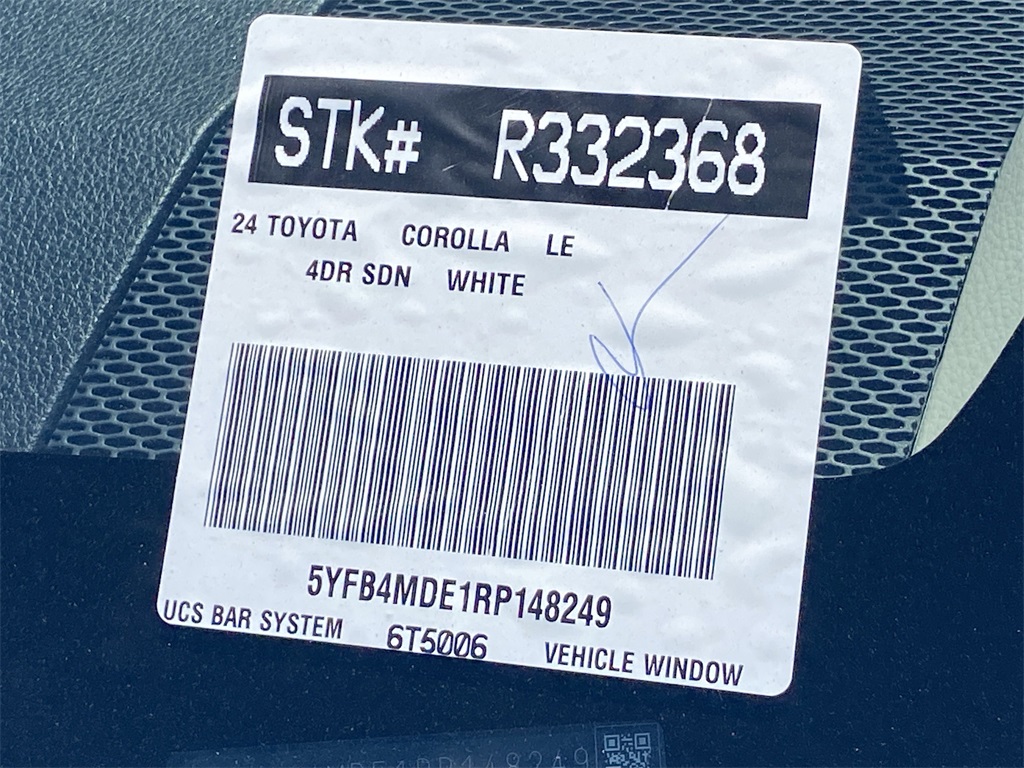 STK# R332368
24 TOYOTA COROLLA LE
4DR SDN WHITE
5YFB4MDE1RP148249
UCS BAR SYSTEM 6T5006 VEHICLE WINDOW